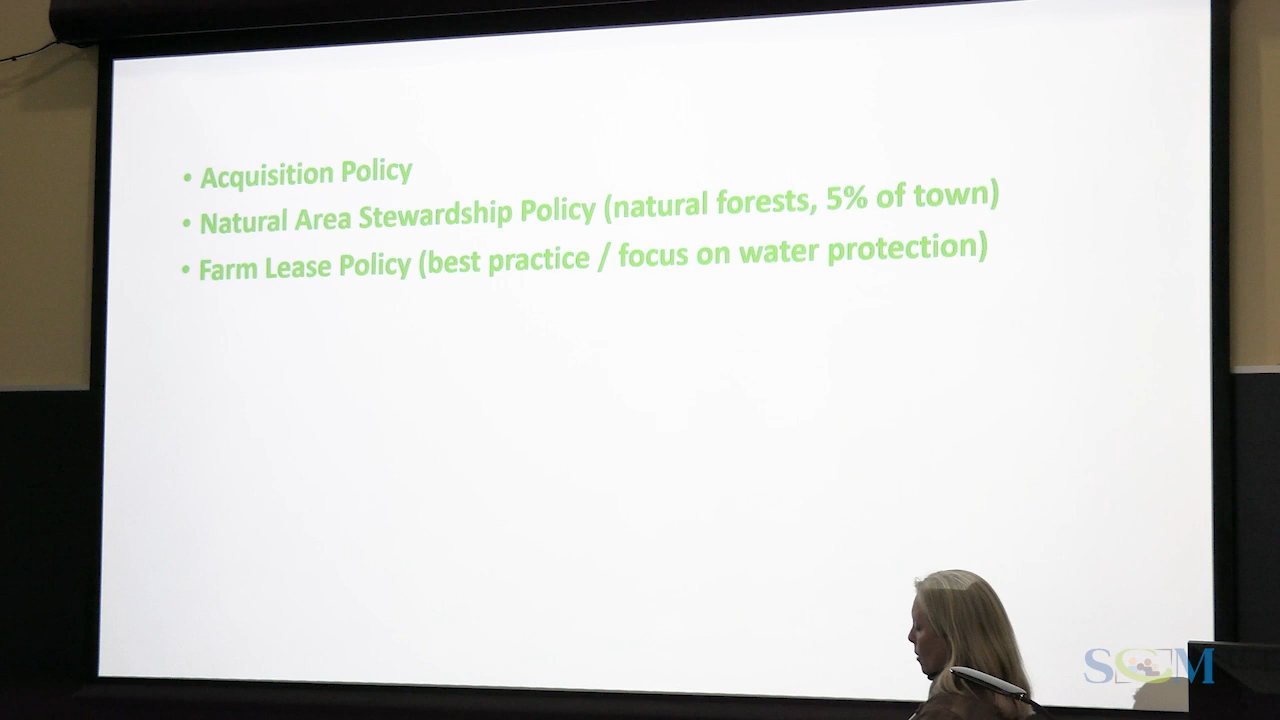 • Acquisition Policy
• Natural Area Stewardship Policy (natural forests, 5% of town)
• Farm Lease Policy (best practice / focus on water protection)
SCM